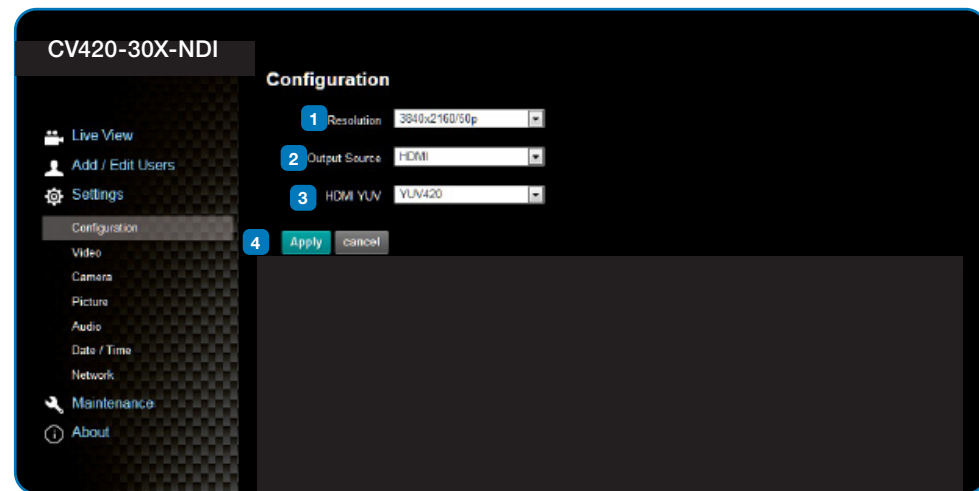 CV420-30X-NDI
Configuration
1 Resolution 3840x2160/50p
2 Output Source HDMI
3 HDMI YUV YUV420
4 Apply cancel
Live View
Add / Edit Users
Settings
Configuration
Video
Camera
Picture
Audio
Date / Time
Network
Maintenance
About